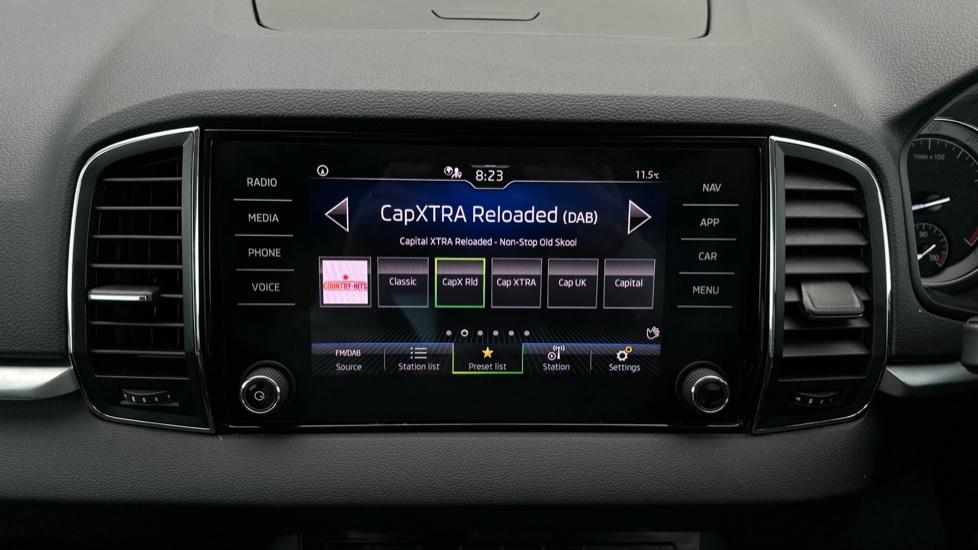 8:23
11.5°C
RADIO
MEDIA
PHONE
VOICE
CapXTRA Reloaded (DAB)
Capital XTRA Reloaded - Non-Stop Old Skool
COUNTRY-HITS
Classic
CapX Rld
Cap XTRA
Cap UK
Capital
FM/DAB
Source
Station list
Preset list
Station
Settings
NAV
APP
CAR
MENU
1/min x 100
90
130